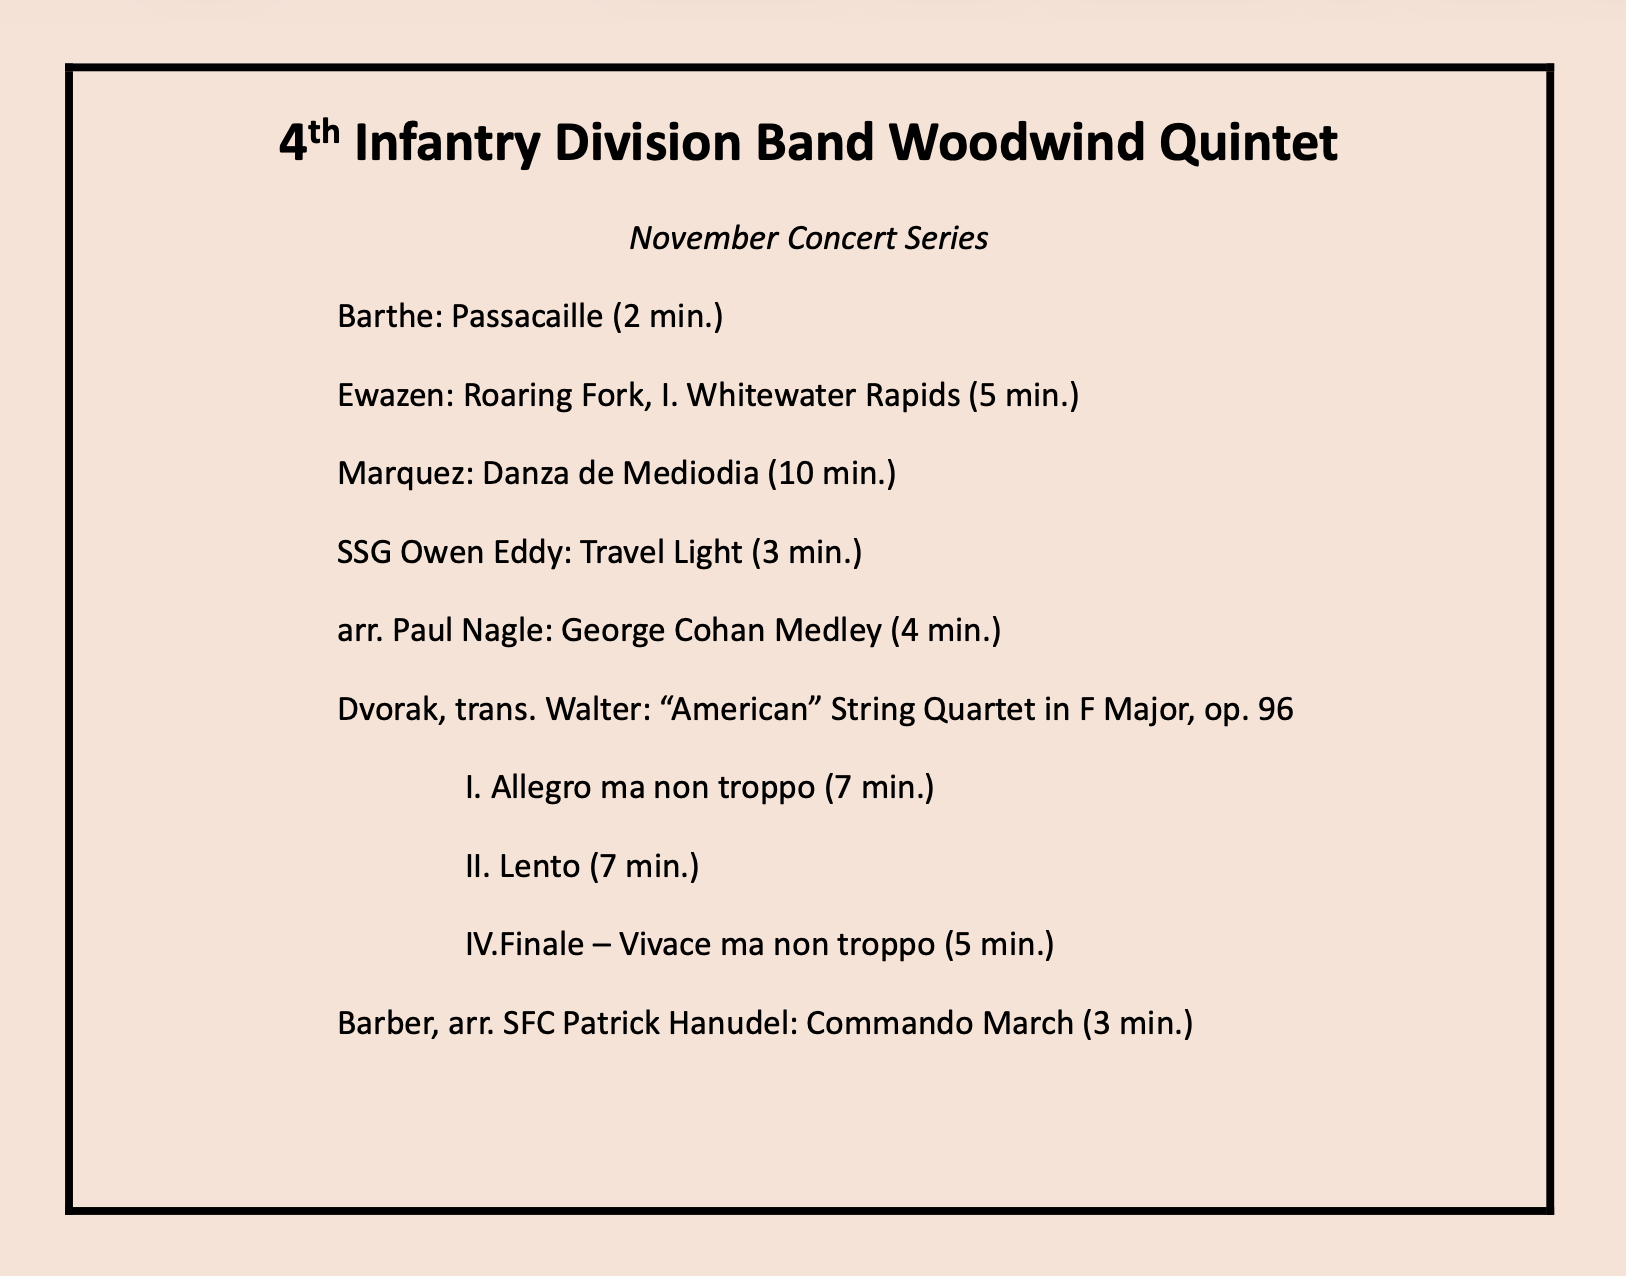 4th Infantry Division Band Woodwind Quintet
November Concert Series
Barthe: Passacaille (2 min.)
Ewazen: Roaring Fork, I. Whitewater Rapids (5 min.)
Marquez: Danza de Mediodia (10 min.)
SSG Owen Eddy: Travel Light (3 min.)
arr. Paul Nagle: George Cohan Medley (4 min.)
Dvorak, trans. Walter: “American” String Quartet in F Major, op. 96
I. Allegro ma non troppo (7 min.)
II. Lento (7 min.)
IV.Finale – Vivace ma non troppo (5 min.)
Barber, arr. SFC Patrick Hanudel: Commando March (3 min.)